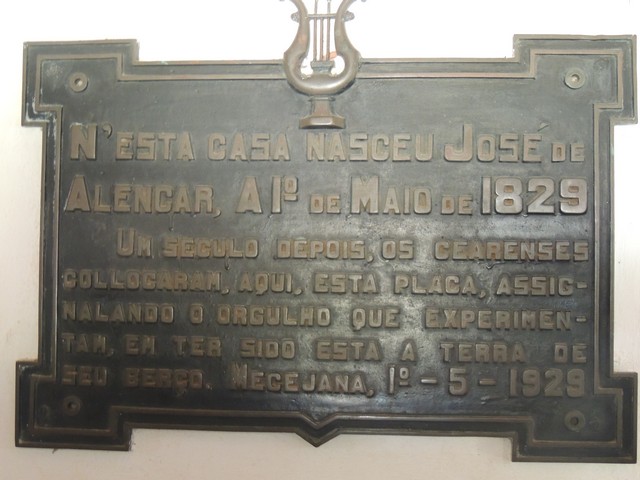 N'ESTA CASA NASCEU JOSÉ DE
ALENCAR, A 1º DE MAIO DE 1829
UM SECULO DEPOIS, OS CEARENSES
COLLOCARAM, AQUI, ESTA PLACA, ASSIG-
NALANDO O ORGULHO QUE EXPERIMEN-
TAM, EM TER SIDO ESTA A TERRA DE
SEU BERÇO. MECEJANA, 1º - 5 - 1929